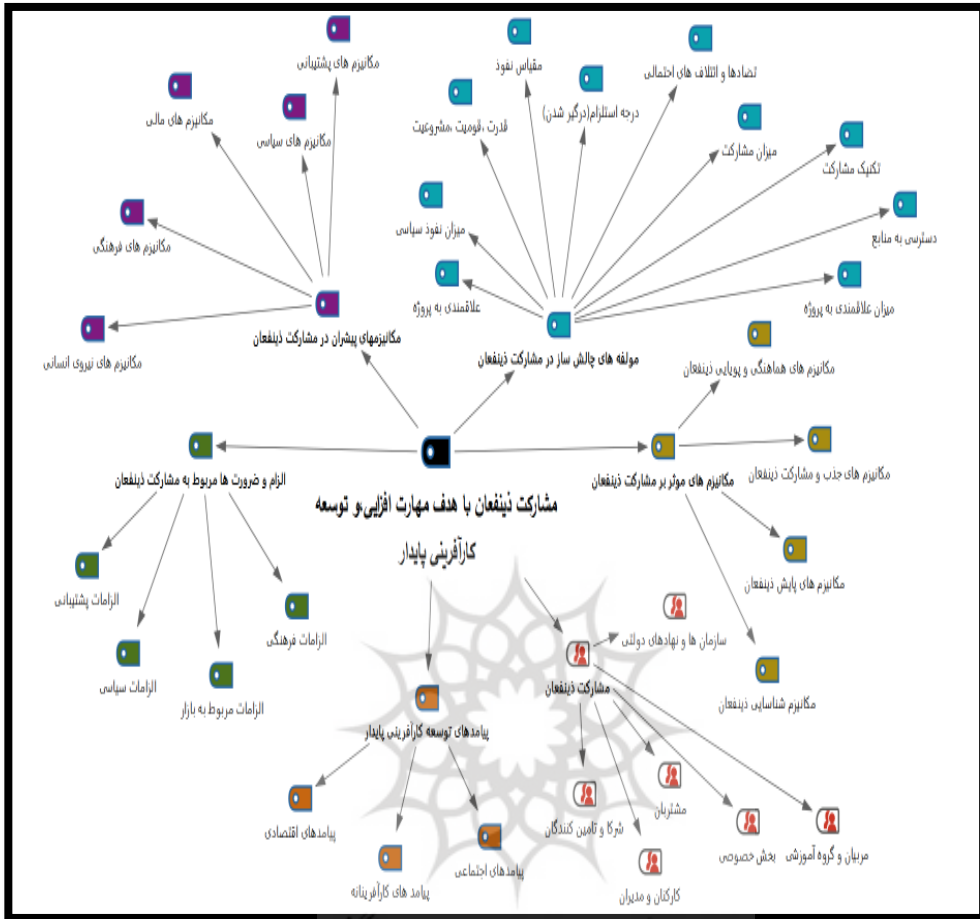 مکانیزم های پشتیبانی
مکانیزم های مالی
مکانیزم های سیاسی
مکانیزم های فرهنگی
مکانیزم های نیروی انسانی
مکانیزمهای پیشران در مشارکت ذینفعان
مقیاس نفوذ
تضادها و ائتلاف های احتمالی
درجه استلزام(درگیر شدن)
قدرت ،قومیت ،مشروعیت
میزان مشارکت
تکنیک مشارکت
میزان نفوذ سیاسی
دسترسی به منابع
علاقمندی به پروژه
میزان علاقمندی به پروژه
مولفه های چالش ساز در مشارکت ذینفعان
مکانیزم های هماهنگی و پویایی ذینفعان
مکانیزم های جذب و مشارکت ذینفعان
مکانیزم های موثر بر مشارکت ذینفعان
مکانیزم های پایش ذینفعان
مکانیزم شناسایی ذینفعان
الزام و ضرورت ها مربوط به مشارکت ذینفعان
مشارکت ذینفعان با هدف مهارت افزایی،و توسعه
کارآفرینی پایدار
الزامات پشتیبانی
الزامات سیاسی
الزامات مربوط به بازار
الزامات فرهنگی
سازمان ها و نهادهای دولتی
مشارکت ذینفعان
مشتریان
شرکا و تامین کنندگان
کارکنان و مدیران
بخش خصوصی
مربیان و گروه آموزشی
پیامدهای توسعه کارآفرینی پایدار
پیامدهای اقتصادی
پیامد های کارآفرینانه
پیامدهای اجتماعی